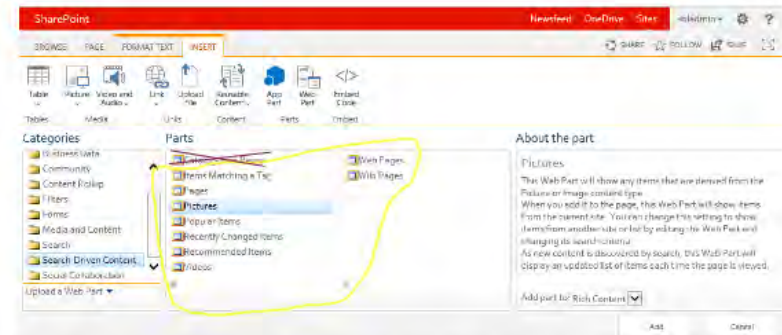 SharePoint Newsfeed OneDrive Sites ?
BROWSE PAGE FORMAT TEXT INSERT SHARE FOLLOW
Table Picture Video and Link Upload Reusable App Web Embed
Audio File Content Part Part Code
Tables Media Links Content Parts Embed
Categories Parts About the part
Business Data
Community
Content Rollup
Filters
Forms
Media and Content
Search
Search-Driven Content
Social Collaboration
Upload a Web Part
Items Matching a Tag
Pages
Pictures
Popular Items
Recently Changed Items
Recommended Items
Videos
Web Pages
Wiki Pages
Pictures
This Web Part will show any items that are derived from the
Picture or Image content type.
When you add it to the page, this Web Part will show items
from the current site. You can change this setting to show
items from another site or list by editing the Web Part and
changing its search criteria.
As new content is discovered by search, this Web Part will
display an updated list of items each time the page is viewed.
Add part to: Rich Content
Add Cancel